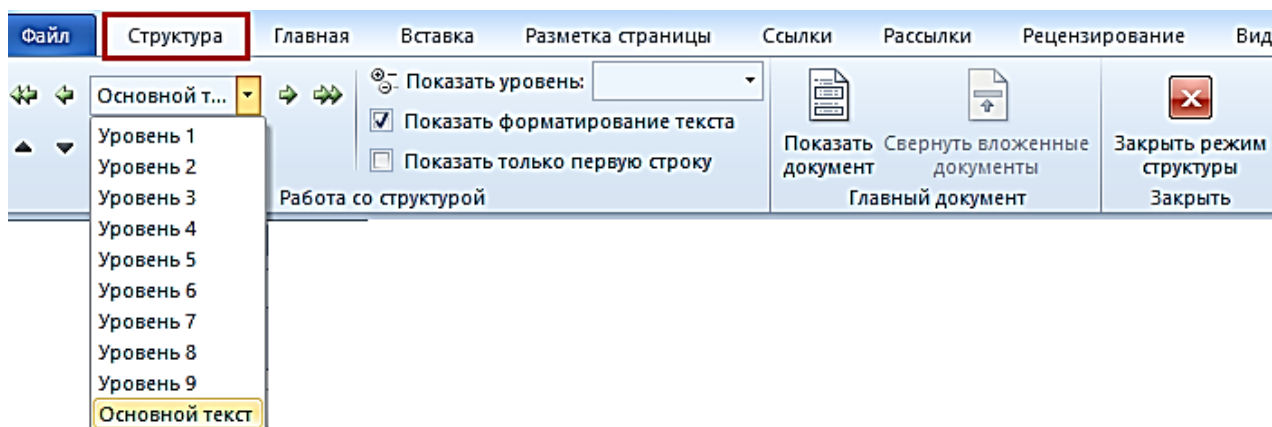 Файл Структура Главная Вставка Разметка страницы Ссылки Рассылки Рецензирование Вид
Основной т... Показать уровень:
Показать форматирование текста
Показать только первую строку
Показать документ Свернуть вложенные документы Закрыть режим структуры
Работа со структурой Главный документ Закрыть
Уровень 1
Уровень 2
Уровень 3
Уровень 4
Уровень 5
Уровень 6
Уровень 7
Уровень 8
Уровень 9
Основной текст